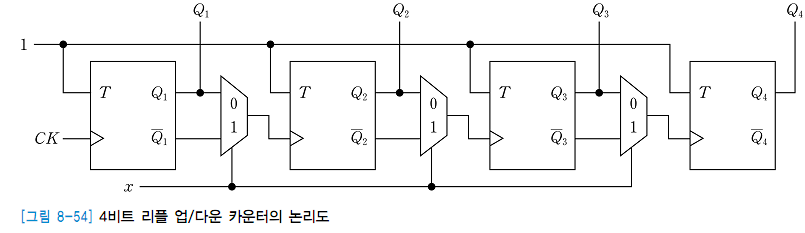 Q₁ Q₂ Q₃ Q₄
1
T Q₁ 0 T Q₂ 0 T Q₃ 0 T Q₄
CK Q̅₁ 1 Q̅₂ 1 Q̅₃ 1 Q̅₄
x
[그림 8-54] 4비트 리플 업/다운 카운터의 논리도